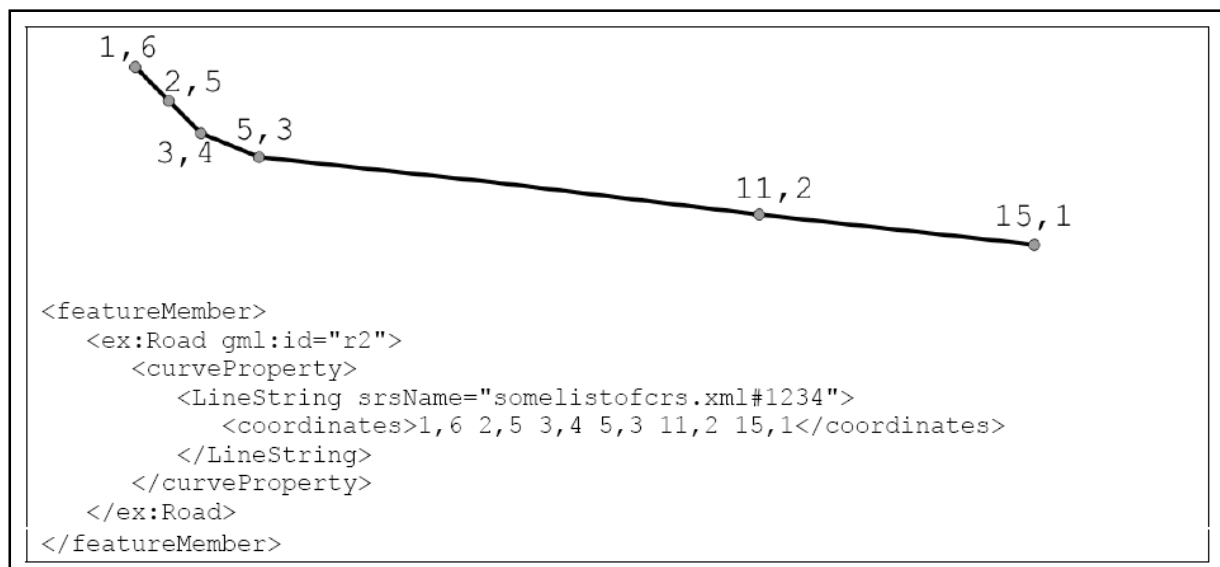 1,6
2,5
5,3
3,4
11,2
15,1
<featureMember>
   <ex:Road gml:id="r2">
      <curveProperty>
         <LineString srsName="somelistofcrs.xml#1234">
            <coordinates>1,6 2,5 3,4 5,3 11,2 15,1</coordinates>
         </LineString>
      </curveProperty>
   </ex:Road>
</featureMember>